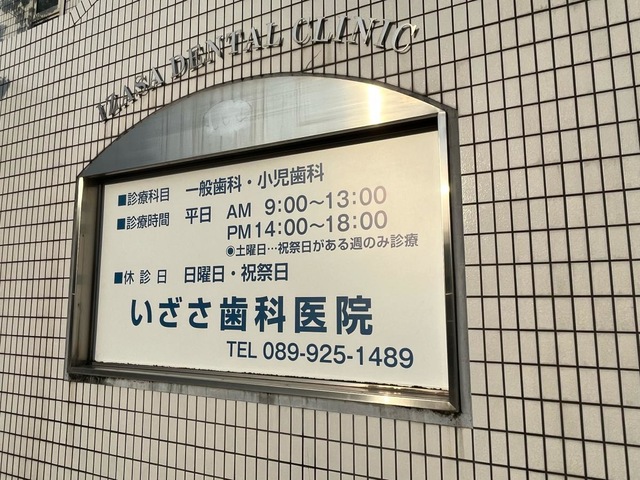 IZASA DENTAL CLINIC
■診療科目 一般歯科・小児歯科
■診療時間 平日 AM 9:00～13:00
PM 14:00～18:00
◉土曜日…祝祭日がある週のみ診療
■休診日 日曜日・祝祭日
いざさ歯科医院
TEL 089-925-1489